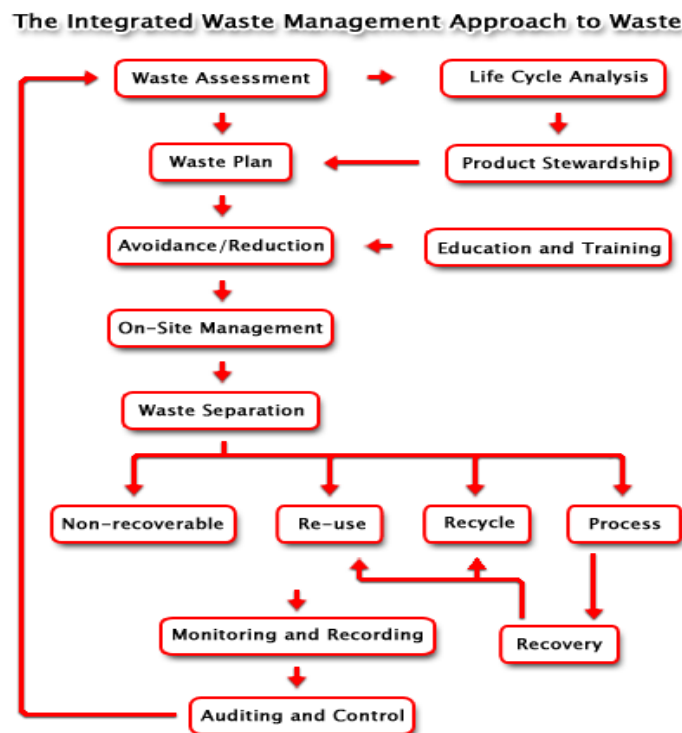 The Integrated Waste Management Approach to Waste
Waste Assessment
Life Cycle Analysis
Waste Plan
Product Stewardship
Avoidance/Reduction
Education and Training
On-Site Management
Waste Separation
Non-recoverable
Re-use
Recycle
Process
Monitoring and Recording
Recovery
Auditing and Control